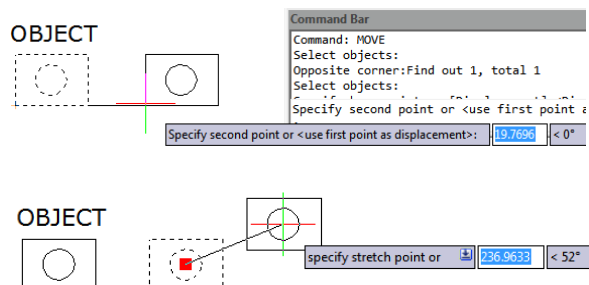 OBJECT
Command Bar
Command: MOVE
Select objects:
Opposite corner:Find out 1, total 1
Select objects:
Specify second point or <use first point a
Specify second point or <use first point as displacement>: 19.7696 < 0°
OBJECT
specify stretch point or 236.9633 < 52°